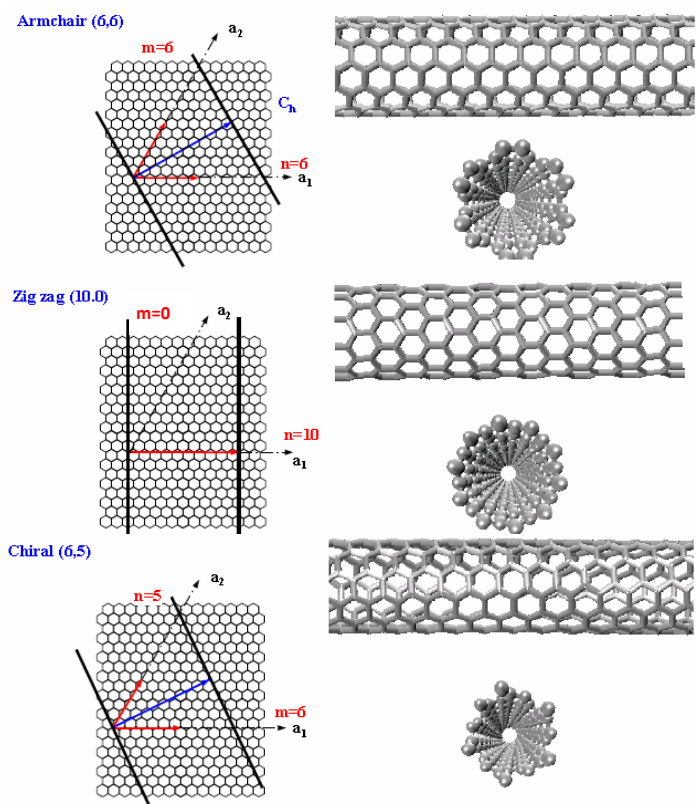 Armchair (6,6)
m=6
a2
Ch
n=6
a1
Zig zag (10.0)
m=0
a2
n=10
a1
Chiral (6,5)
a2
n=5
m=6
a1